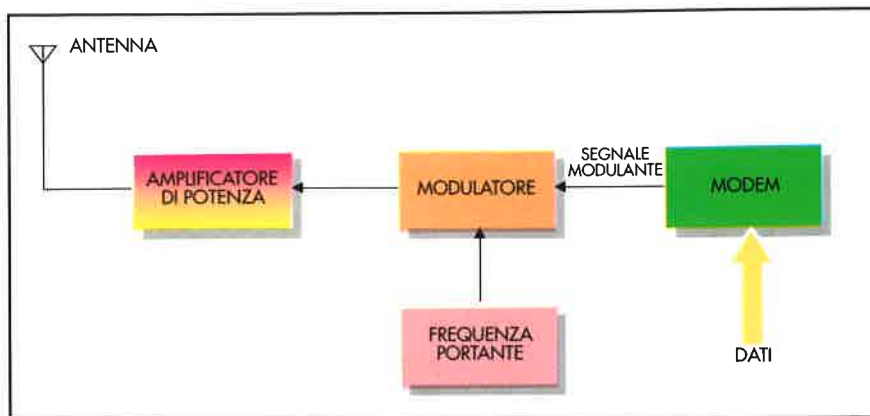 ANTENNA
AMPLIFICATORE
DI POTENZA
MODULATORE
SEGNALE
MODULANTE
MODEM
FREQUENZA
PORTANTE
DATI